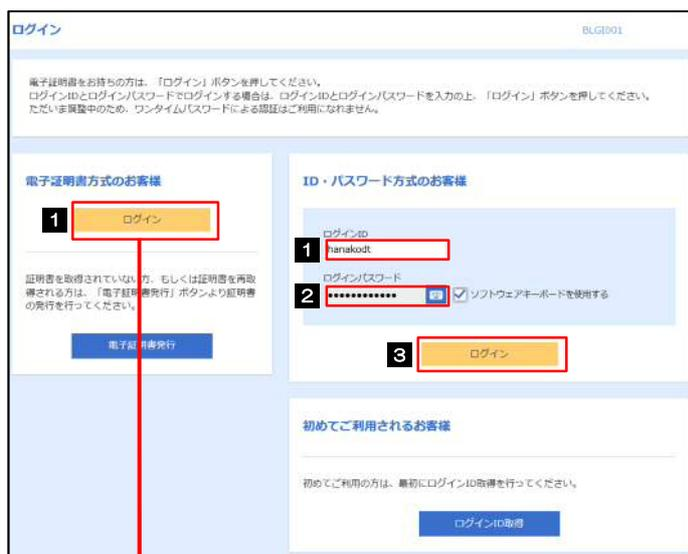 ログイン
BLGI001
電子証明書をお持ちの方は、「ログイン」ボタンを押してください。
ログインIDとログインパスワードでログインする場合は、ログインIDとログインパスワードを入力の上、「ログイン」ボタンを押してください。
ただいま調整中のため、ワンタイムパスワードによる認証はご利用になれません。
電子証明書方式のお客様
1 ログイン
証明書を取得されていない方、もしくは証明書を再取
得される方は、「電子証明書発行」ボタンより証明書
の発行を行ってください。
電子証明書発行
ID・パスワード方式のお客様
ログインID
1 hanakodt
ログインパスワード
2 ●●●●●●●●●●●● ソフトウェアキーボードを使用する
3 ログイン
初めてご利用されるお客様
初めてご利用の方は、最初にログインID取得を行ってください。
ログインID取得